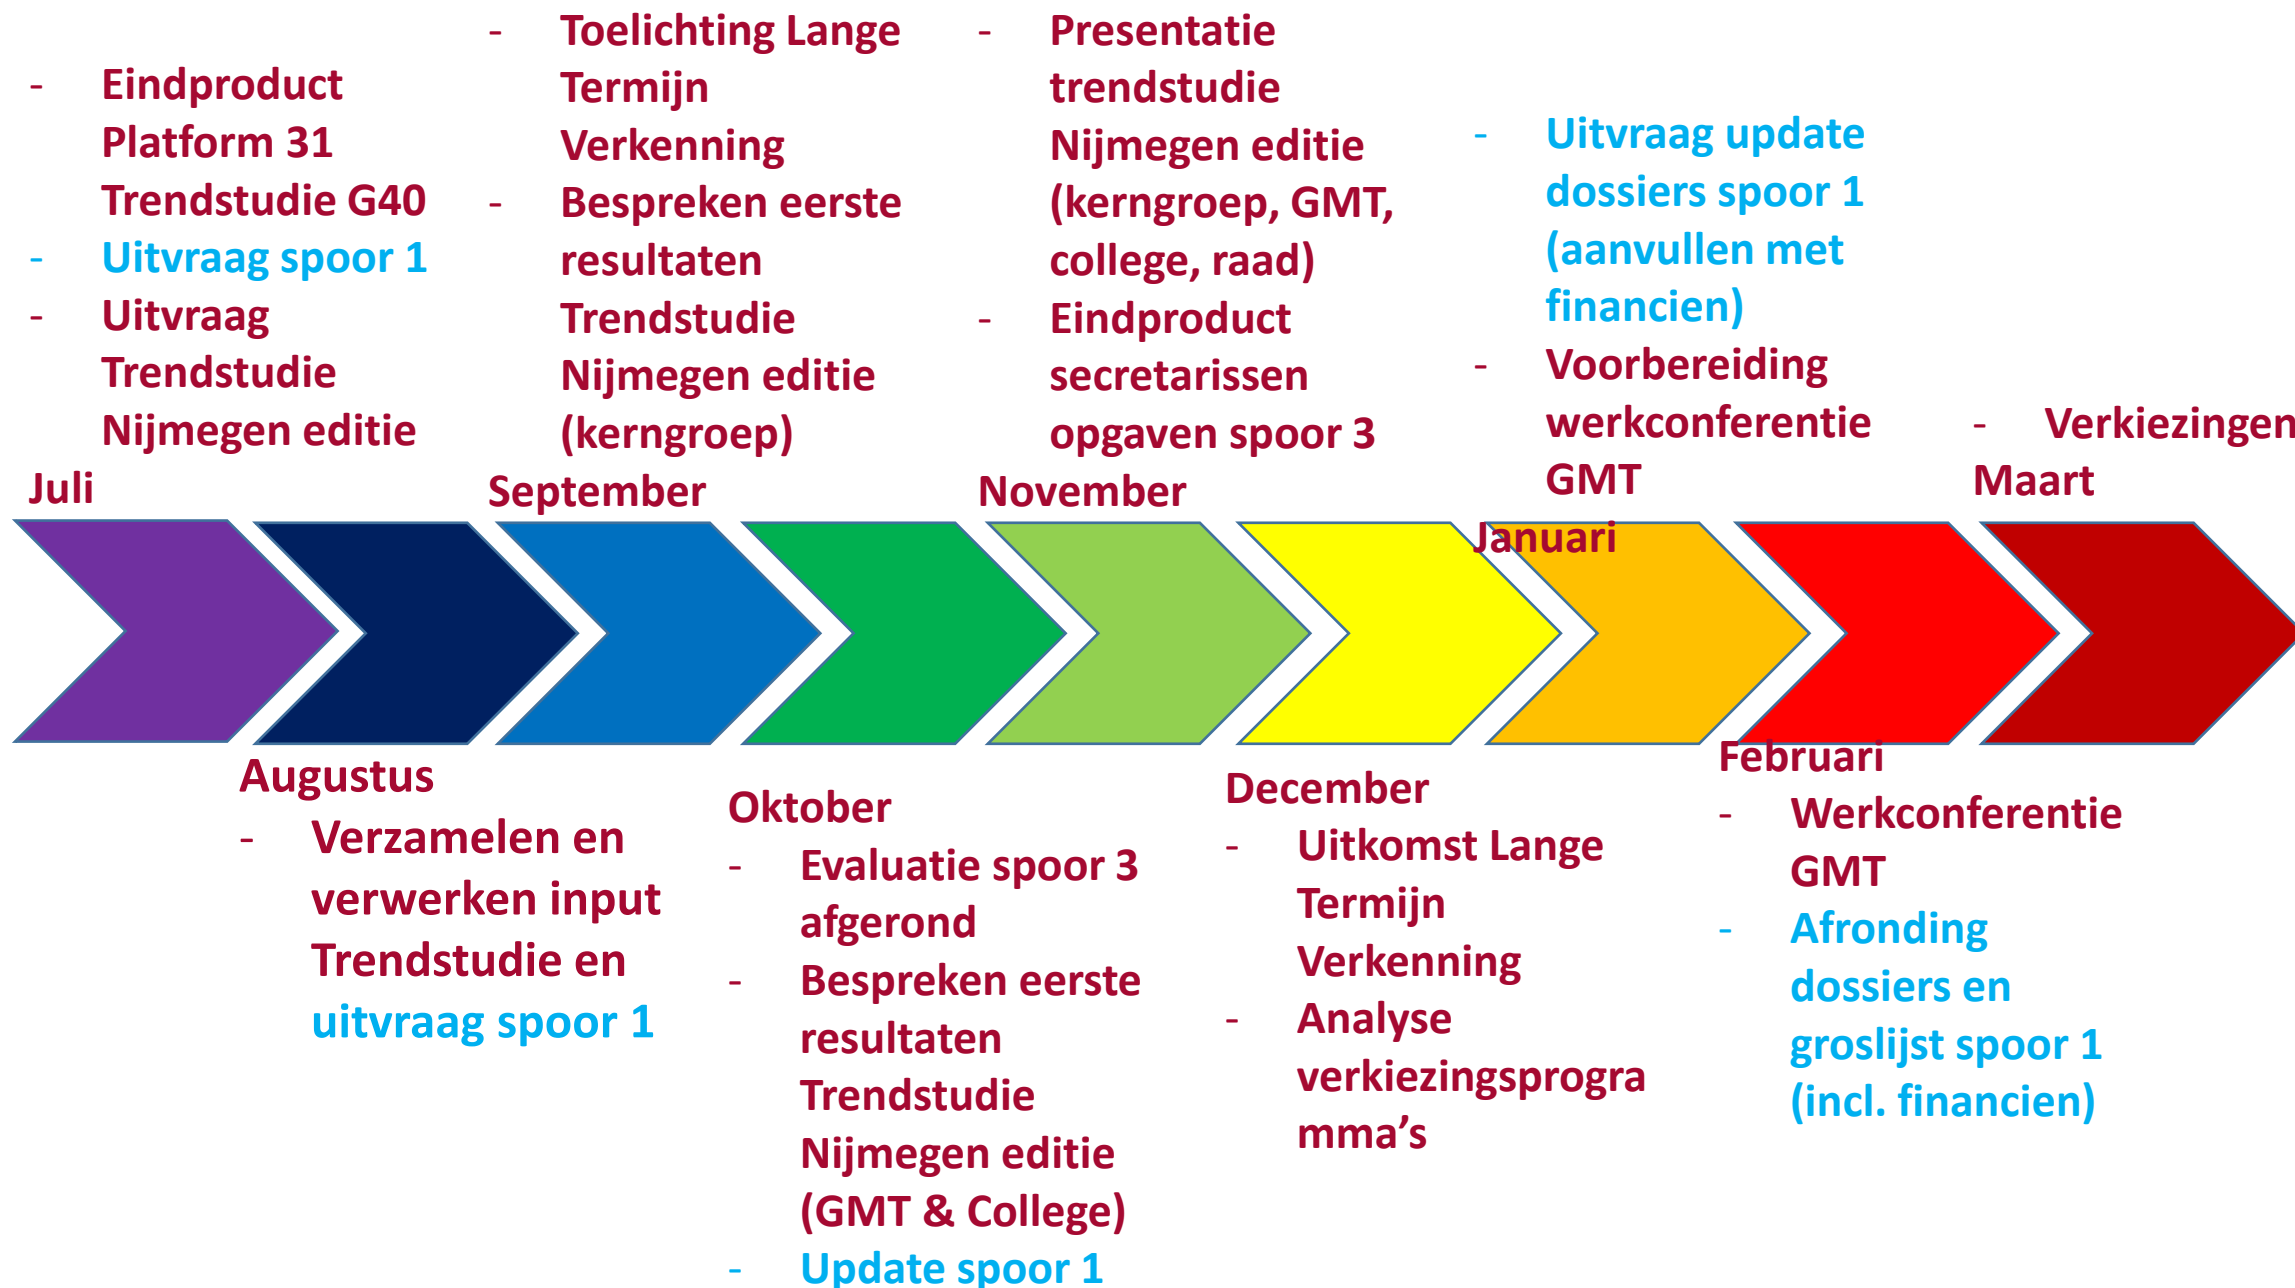 - Eindproduct
Platform 31
Trendstudie G40
- Uitvraag spoor 1
- Uitvraag
Trendstudie
Nijmegen editie
Juli
- Toelichting Lange
Termijn
Verkenning
- Bespreken eerste
resultaten
Trendstudie
Nijmegen editie
(kerngroep)
September
- Presentatie
trendstudie
Nijmegen editie
(kerngroep, GMT,
college, raad)
- Eindproduct
secretarissen
opgaven spoor 3
November
- Uitvraag update
dossiers spoor 1
(aanvullen met
financien)
- Voorbereiding
werkconferentie
GMT
Januari
- Verkiezingen
Maart
Augustus
- Verzamelen en
verwerken input
Trendstudie en
uitvraag spoor 1
Oktober
- Evaluatie spoor 3
afgerond
- Bespreken eerste
resultaten
Trendstudie
Nijmegen editie
(GMT & College)
- Update spoor 1
December
- Uitkomst Lange
Termijn
Verkenning
- Analyse
verkiezingsprogra
mma’s
Februari
- Werkconferentie
GMT
- Afronding
dossiers en
groslijst spoor 1
(incl. financien)